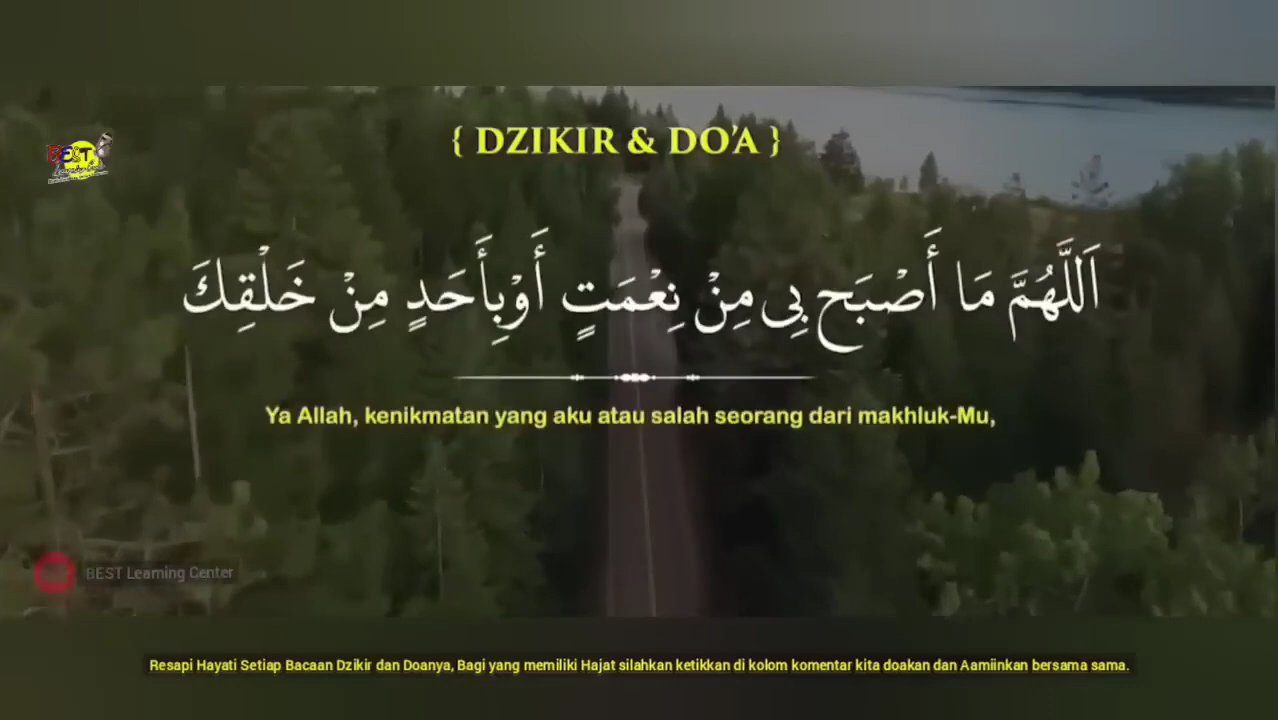 { DZIKIR & DO'A }
BEST
اَللَّهُمَّ مَا أَصْبَح بِى مِنْ نِعْمَتٍ أَوْبِأَحَدٍ مِنْ خَلْقِكَ
Ya Allah, kenikmatan yang aku atau salah seorang dari makhluk-Mu,
BEST Learning Center
Resapi Hayati Setiap Bacaan Dzikir dan Doanya, Bagi yang memiliki Hajat silahkan ketikkan di kolom komentar kita doakan dan Aamiinkan bersama sama.